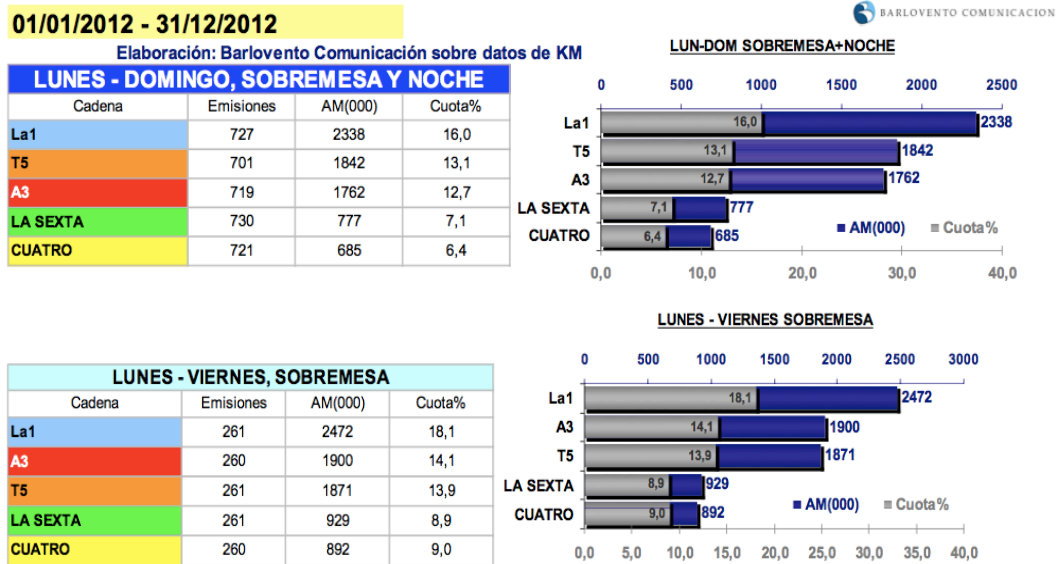 BARLOVENTO COMUNICACION
01/01/2012 - 31/12/2012
Elaboración: Barlovento Comunicación sobre datos de KM
LUNES - DOMINGO, SOBREMESA Y NOCHE
Cadena Emisiones AM(000) Cuota%
La1 727 2338 16,0
T5 701 1842 13,1
A3 719 1762 12,7
LA SEXTA 730 777 7,1
CUATRO 721 685 6,4
LUN-DOM SOBREMESA+NOCHE
0 500 1000 1500 2000 2500
La1 16,0 2338
T5 13,1 1842
A3 12,7 1762
LA SEXTA 7,1 777
CUATRO 6,4 685
AM(000) Cuota%
0,0 10,0 20,0 30,0 40,0
LUNES - VIERNES, SOBREMESA
Cadena Emisiones AM(000) Cuota%
La1 261 2472 18,1
A3 260 1900 14,1
T5 261 1871 13,9
LA SEXTA 261 929 8,9
CUATRO 260 892 9,0
LUNES - VIERNES SOBREMESA
0 500 1000 1500 2000 2500 3000
La1 18,1 2472
A3 14,1 1900
T5 13,9 1871
LA SEXTA 8,9 929
CUATRO 9,0 892
AM(000) Cuota%
0,0 5,0 10,0 15,0 20,0 25,0 30,0 35,0 40,0